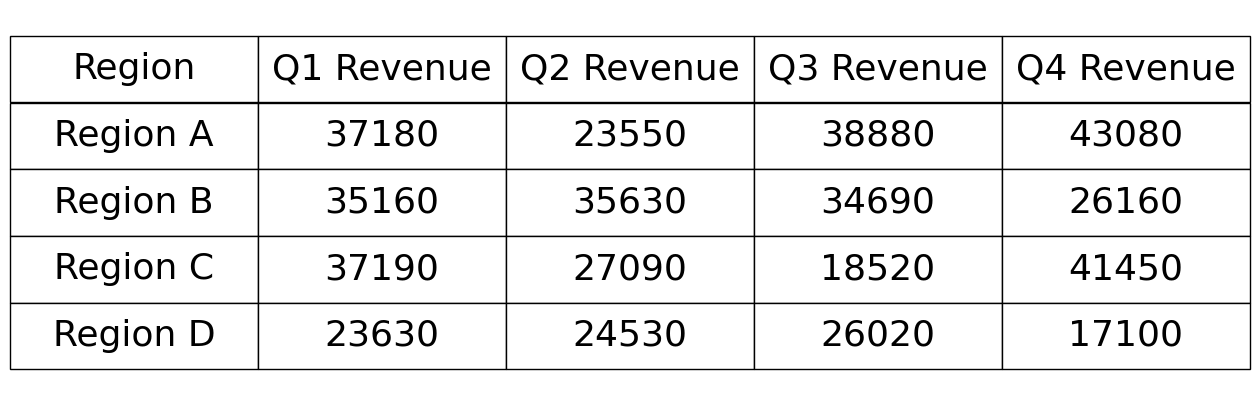 Region Q1 Revenue Q2 Revenue Q3 Revenue Q4 Revenue
Region A 37180 23550 38880 43080
Region B 35160 35630 34690 26160
Region C 37190 27090 18520 41450
Region D 23630 24530 26020 17100